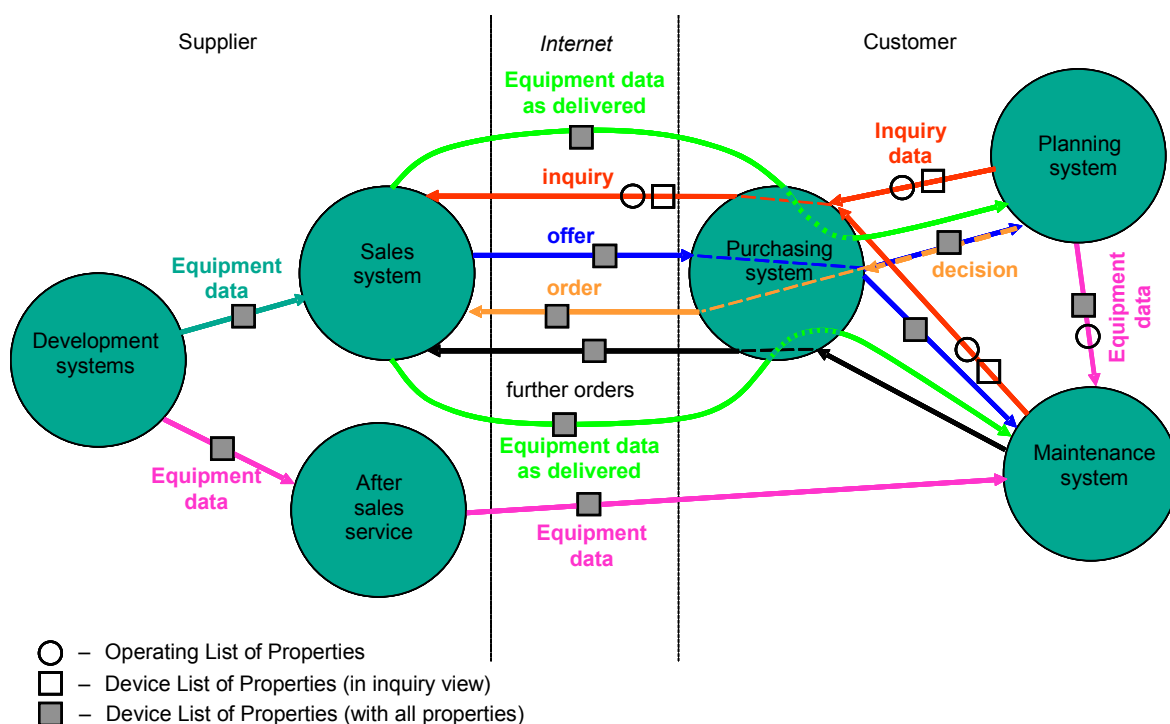 Supplier
Internet
Customer
Equipment data
as delivered
Inquiry
data
Planning
system
inquiry
Sales
system
offer
Purchasing
system
decision
Equipment
data
order
Equipment
data
Development
systems
further orders
Equipment data
as delivered
Maintenance
system
Equipment
data
After
sales
service
Equipment
data
– Operating List of Properties
– Device List of Properties (in inquiry view)
– Device List of Properties (with all properties)